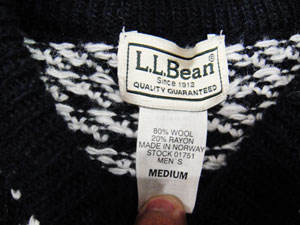 L.L.Bean
Since 1912
QUALITY GUARANTEED
80% WOOL
20% RAYON
MADE IN NORWAY
STOCK 01751
MEN'S
MEDIUM